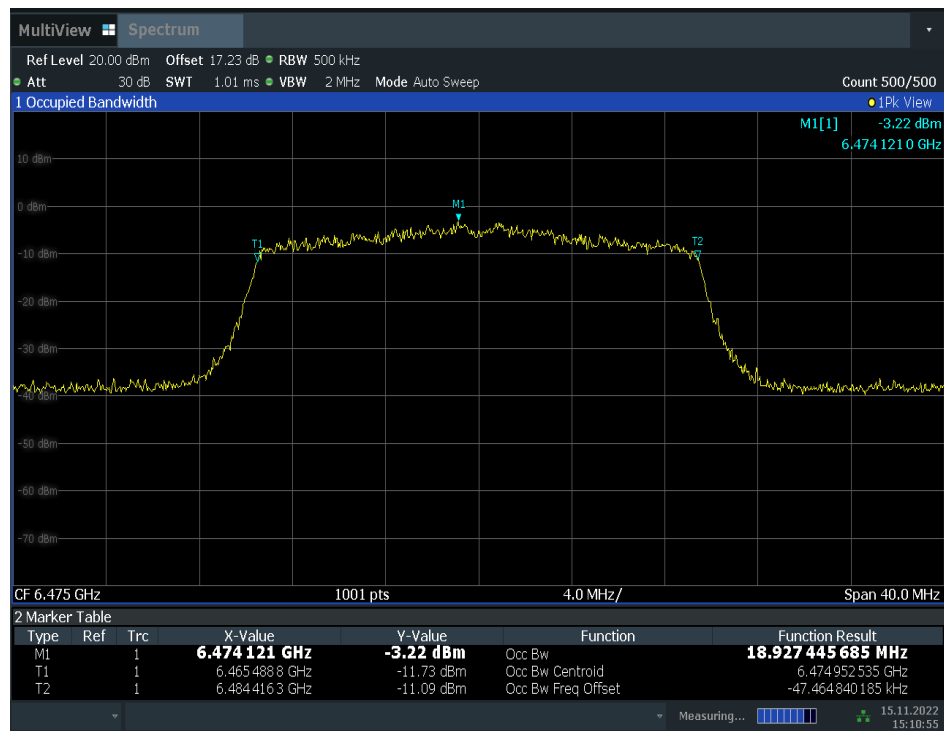 MultiView Spectrum
Ref Level 20.00 dBm Offset 17.23 dB RBW 500 kHz
Att 30 dB SWT 1.01 ms VBW 2 MHz Mode Auto Sweep Count 500/500
1 Occupied Bandwidth 1Pk View
M1[1] -3.22 dBm
6.474 121 0 GHz
10 dBm
M1
0 dBm
T1 T2
-10 dBm
-20 dBm
-30 dBm
-40 dBm
-50 dBm
-60 dBm
-70 dBm
CF 6.475 GHz 1001 pts 4.0 MHz/ Span 40.0 MHz
2 Marker Table
Type Ref Trc X-Value Y-Value Function Function Result
M1 1 6.474 121 GHz -3.22 dBm Occ Bw 18.927 445 685 MHz
T1 1 6.465 488 8 GHz -11.73 dBm Occ Bw Centroid 6.474 952 535 GHz
T2 1 6.484 416 3 GHz -11.09 dBm Occ Bw Freq Offset -47.464 840 185 kHz
Measuring... 15.11.2022
15:10:55